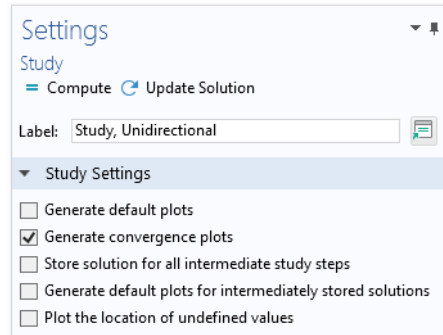 Settings
Study
= Compute Update Solution
Label: Study, Unidirectional
Study Settings
Generate default plots
Generate convergence plots
Store solution for all intermediate study steps
Generate default plots for intermediately stored solutions
Plot the location of undefined values